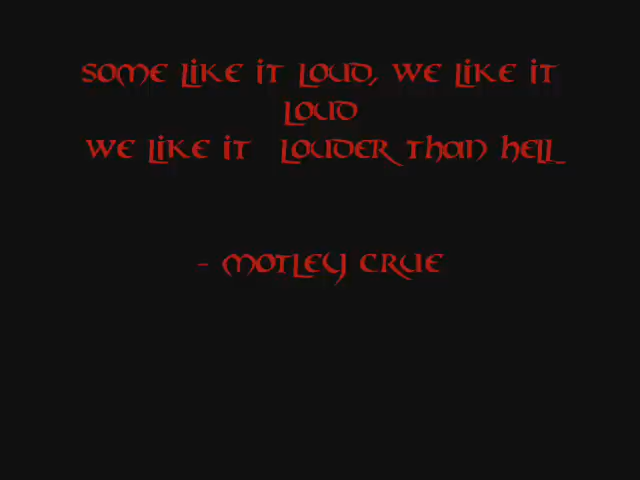 SOME LIKE IT LOUD, WE LIKE IT
LOUD
WE LIKE IT LOUDER THAN HELL
- MOTLEY CRUE